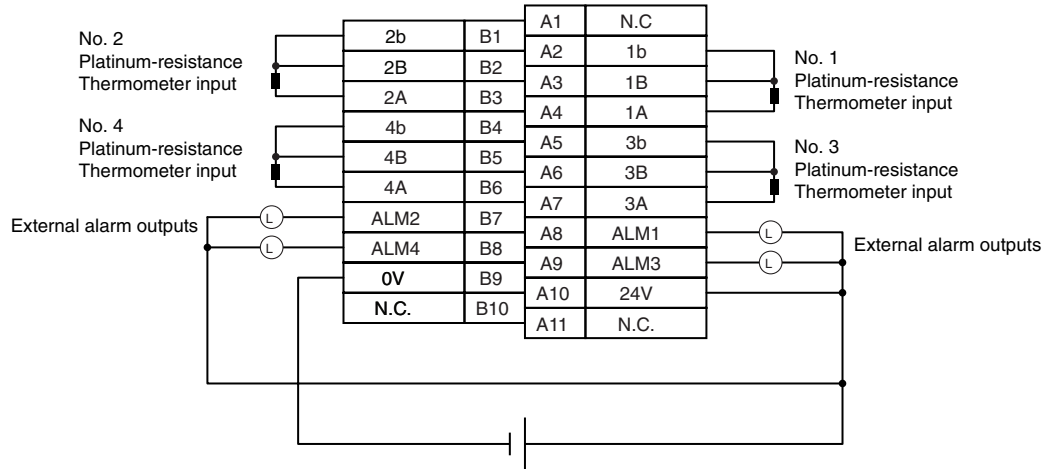 No. 2
Platinum-resistance
Thermometer input
No. 4
Platinum-resistance
Thermometer input
External alarm outputs
2b B1
2B B2
2A B3
4b B4
4B B5
4A B6
ALM2 B7
ALM4 B8
0V B9
N.C. B10
L
L
A1 N.C
A2 1b
A3 1B
A4 1A
A5 3b
A6 3B
A7 3A
A8 ALM1
A9 ALM3
A10 24V
A11 N.C.
L
L
No. 1
Platinum-resistance
Thermometer input
No. 3
Platinum-resistance
Thermometer input
External alarm outputs